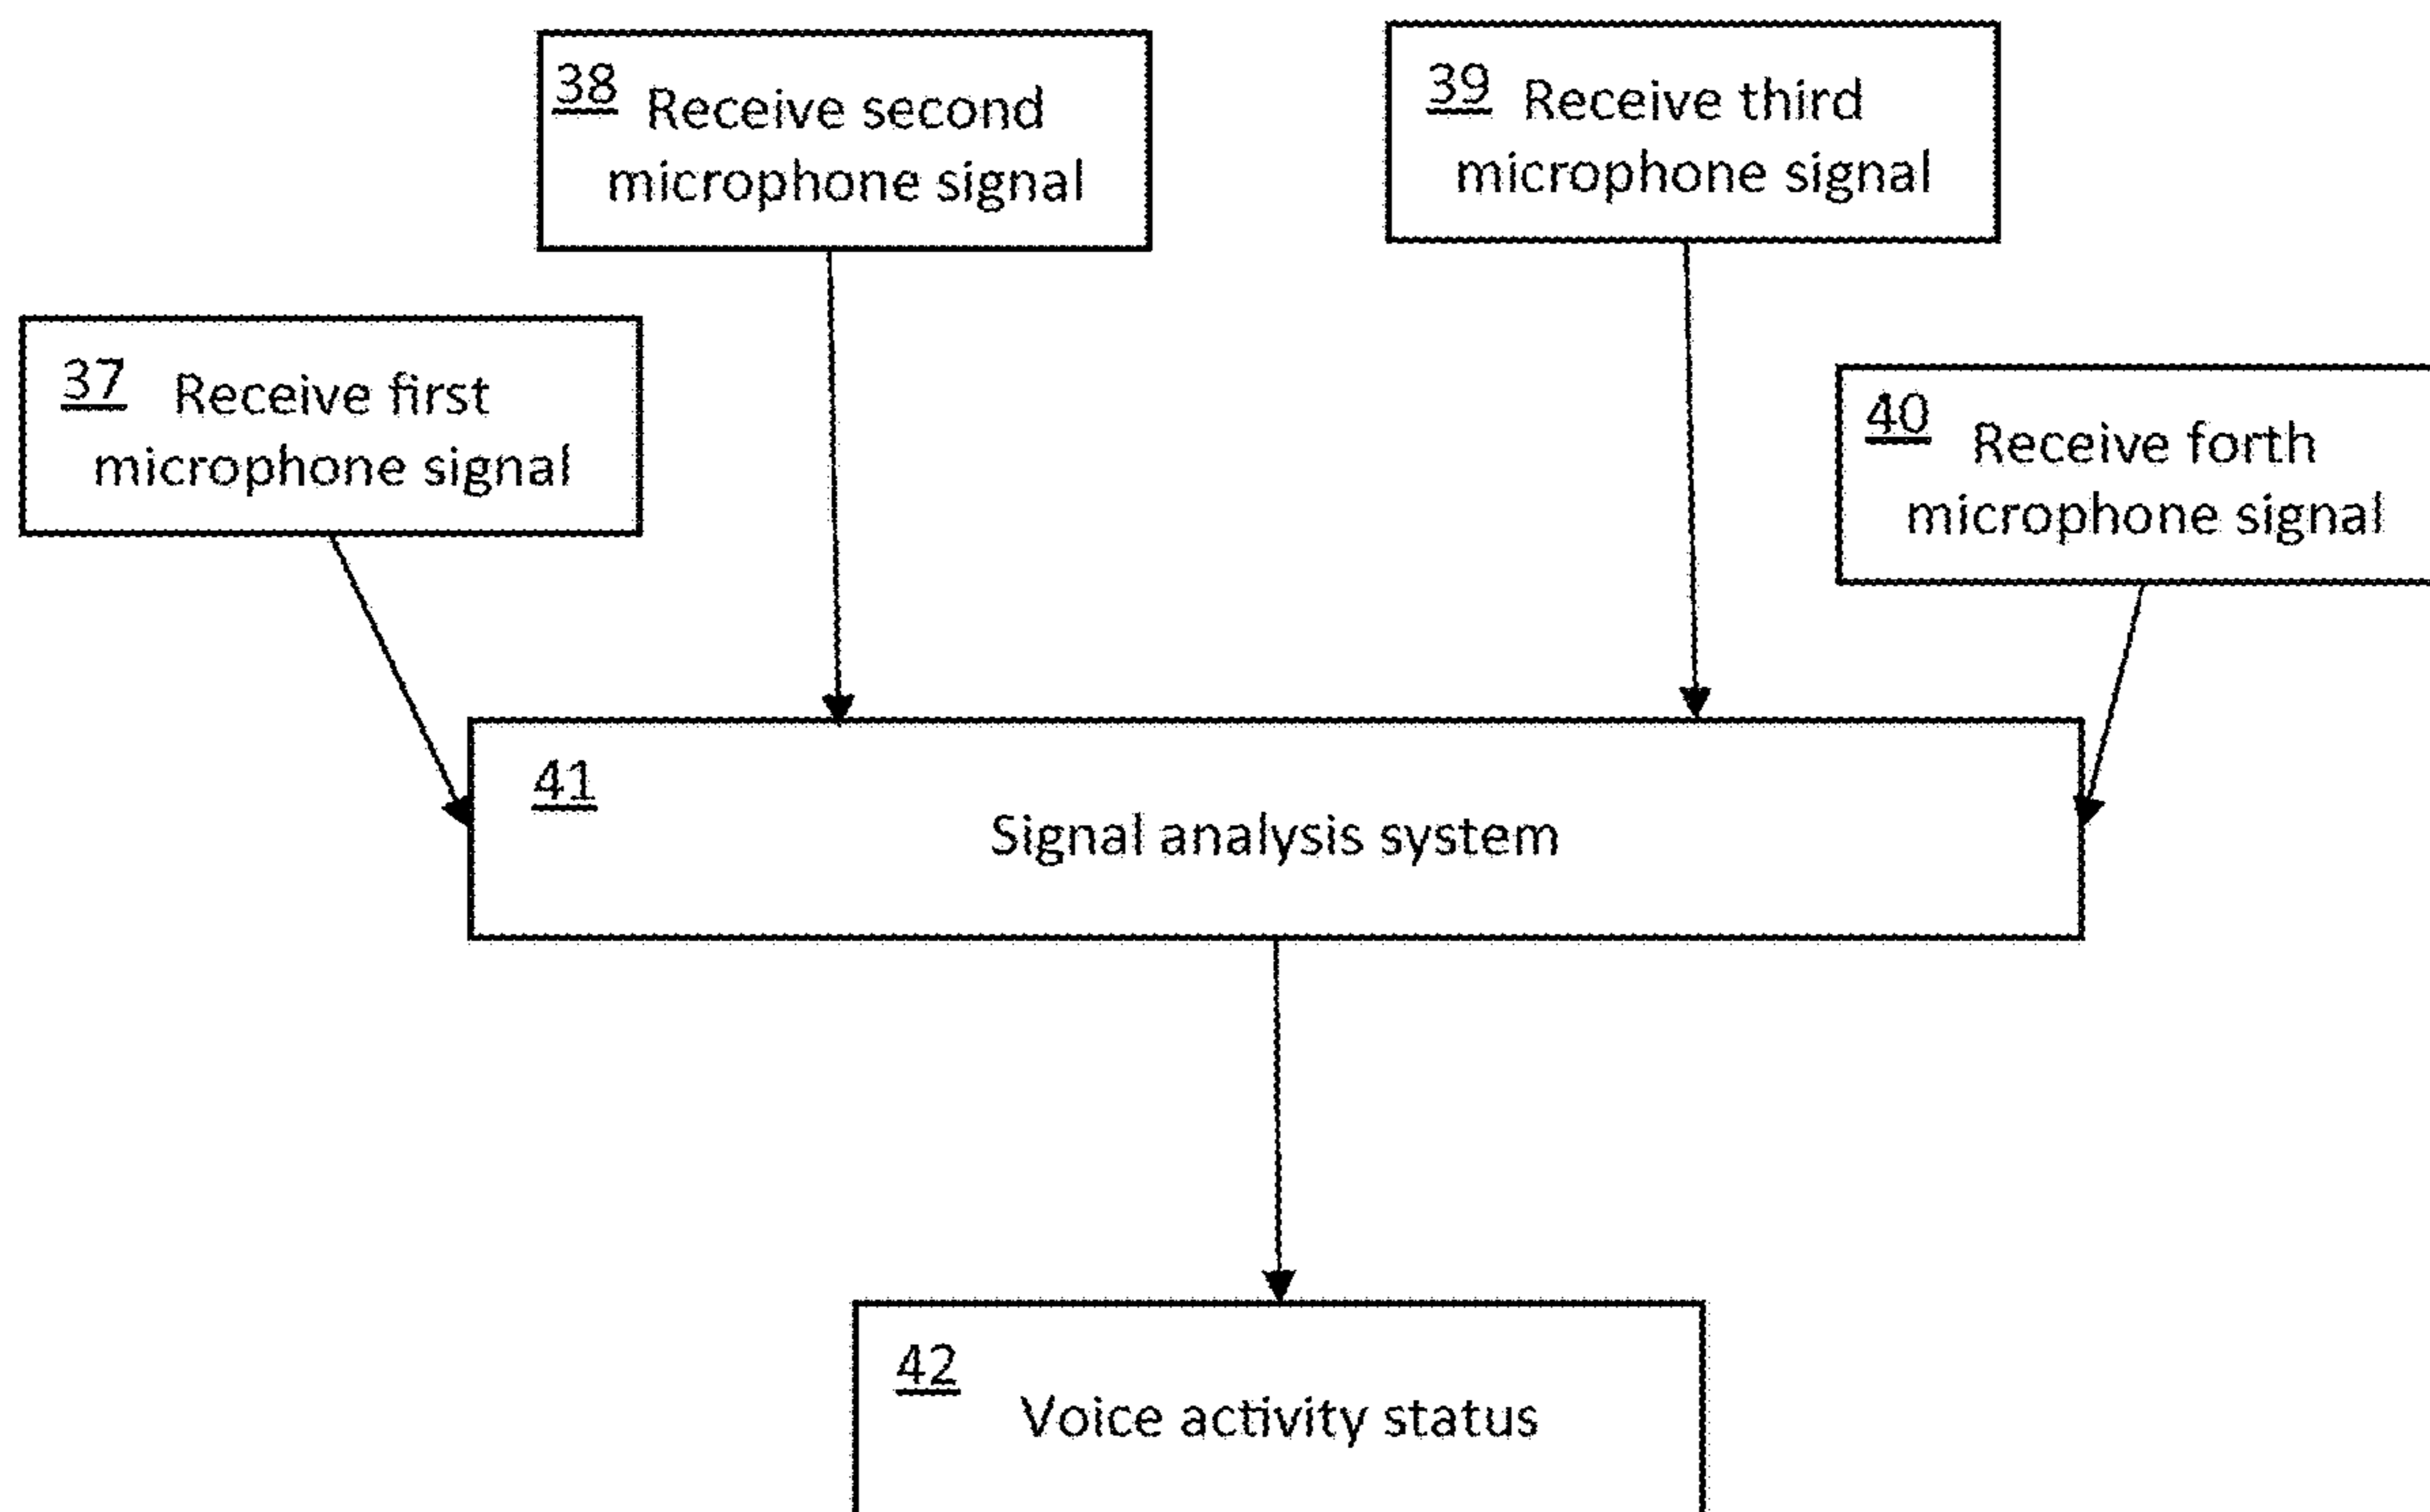 38 Receive second
microphone signal
39 Receive third
microphone signal
37 Receive first
microphone signal
40 Receive forth
microphone signal
41
Signal analysis system
42
Voice activity status